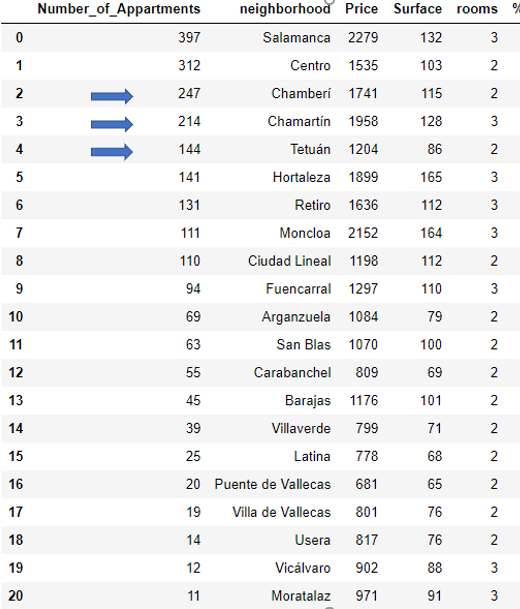 Number_of_Appartments neighborhood Price Surface rooms %
0 397 Salamanca 2279 132 3
1 312 Centro 1535 103 2
2 247 Chamberí 1741 115 2
3 214 Chamartín 1958 128 3
4 144 Tetuán 1204 86 2
5 141 Hortaleza 1899 165 3
6 131 Retiro 1636 112 3
7 111 Moncloa 2152 164 3
8 110 Ciudad Lineal 1198 112 2
9 94 Fuencarral 1297 110 3
10 69 Arganzuela 1084 79 2
11 63 San Blas 1070 100 2
12 55 Carabanchel 809 69 2
13 45 Barajas 1176 101 2
14 39 Villaverde 799 71 2
15 25 Latina 778 68 2
16 20 Puente de Vallecas 681 65 2
17 19 Villa de Vallecas 801 76 2
18 14 Usera 817 76 2
19 12 Vicálvaro 902 88 3
20 11 Moratalaz 971 91 3